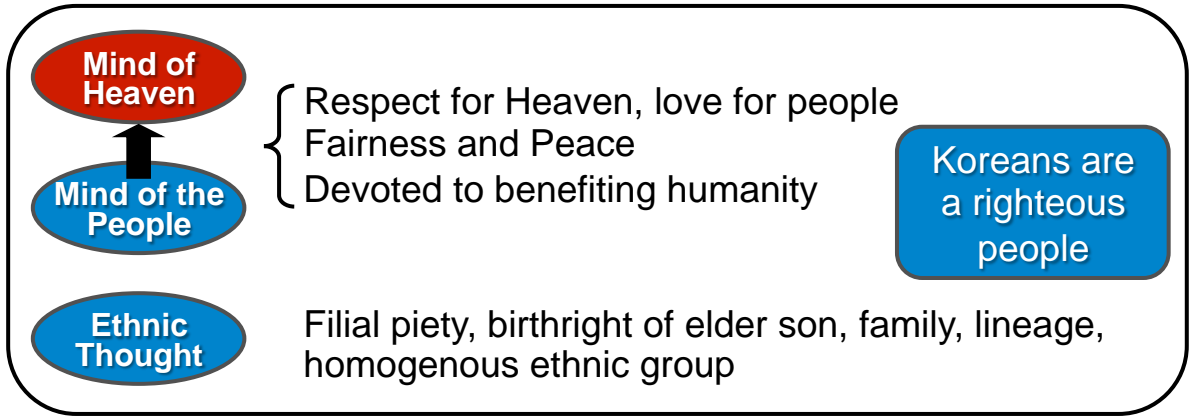 Mind of
Heaven
Respect for Heaven, love for people
Fairness and Peace
Devoted to benefiting humanity
Mind of the
People
Koreans are
a righteous
people
Ethnic
Thought
Filial piety, birthright of elder son, family, lineage,
homogenous ethnic group